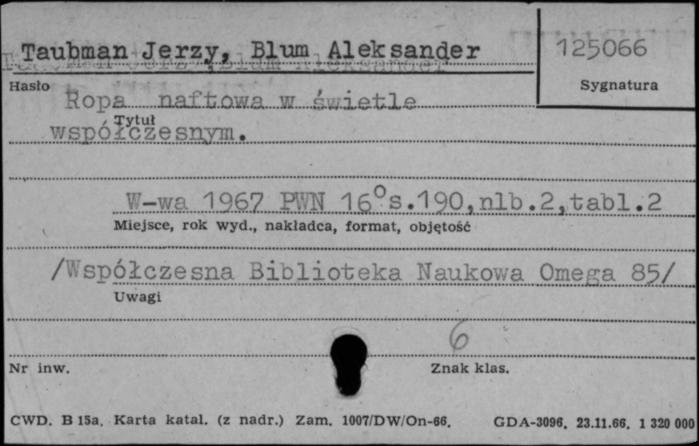 Taubman Jerzy, Blum Aleksander
125066
Hasło
Sygnatura
Ropa naftowa w świetle
Tytuł
współczesnym.
W-wa 1967 PWN 16° s.190,nlb.2,tabl.2
Miejsce, rok wyd., nakładca, format, objętość
/Współczesna Biblioteka Naukowa Omega 85/
Uwagi
6
Nr inw.
Znak klas.
CWD. B 15a. Karta katal. (z nadr.) Zam. 1007/DW/On-66. GDA-3096. 23.11.66. 1 320 000